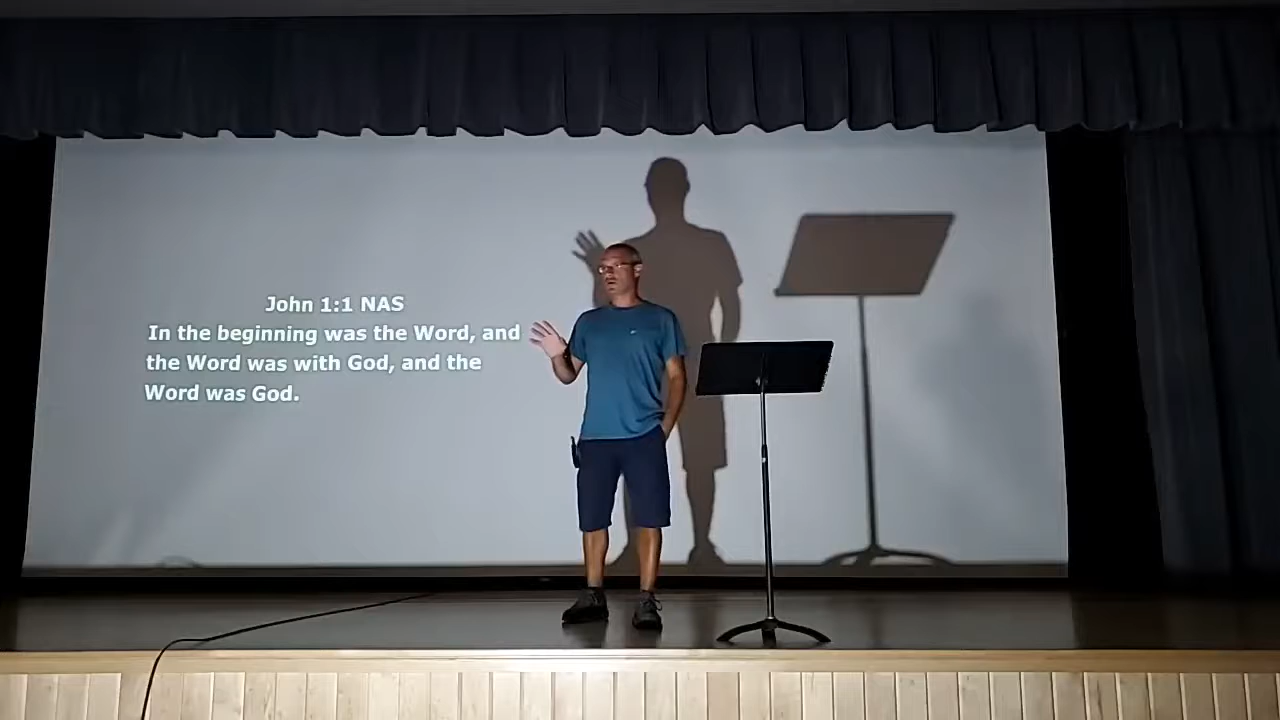 John 1:1 NAS
In the beginning was the Word, and
the Word was with God, and the
Word was God.